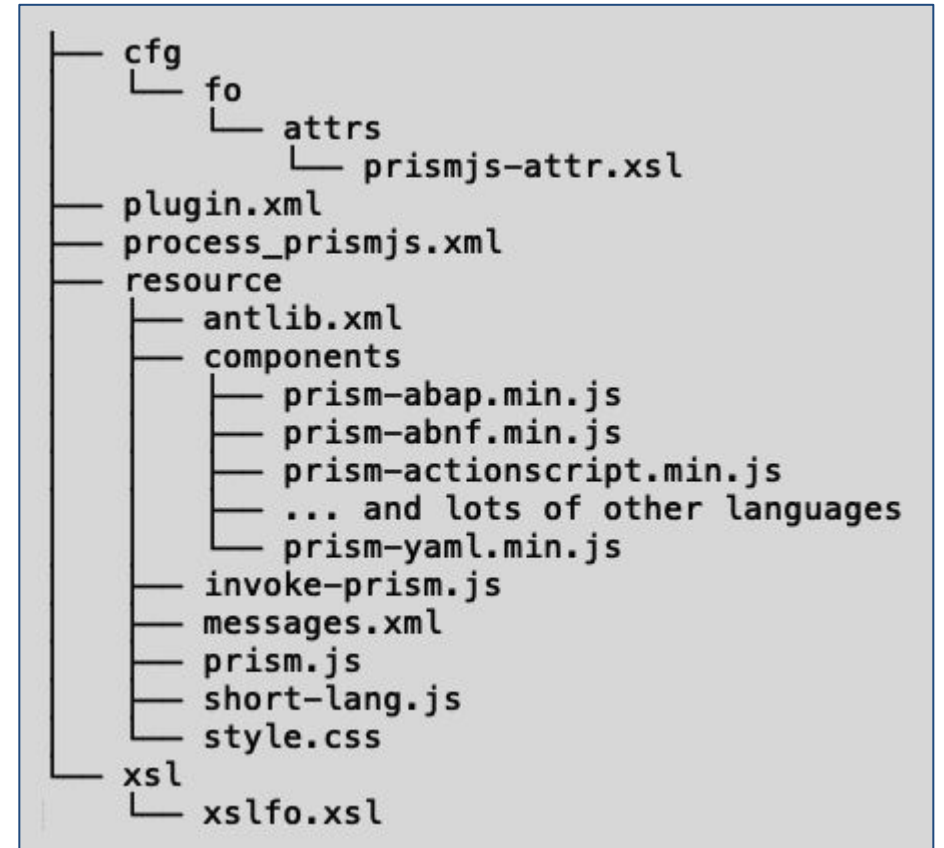 cfg
fo
attrs
prismjs-attr.xsl
plugin.xml
process_prismjs.xml
resource
antlib.xml
components
prism-abap.min.js
prism-abnf.min.js
prism-actionscript.min.js
... and lots of other languages
prism-yaml.min.js
invoke-prism.js
messages.xml
prism.js
short-lang.js
style.css
xsl
xslfo.xsl